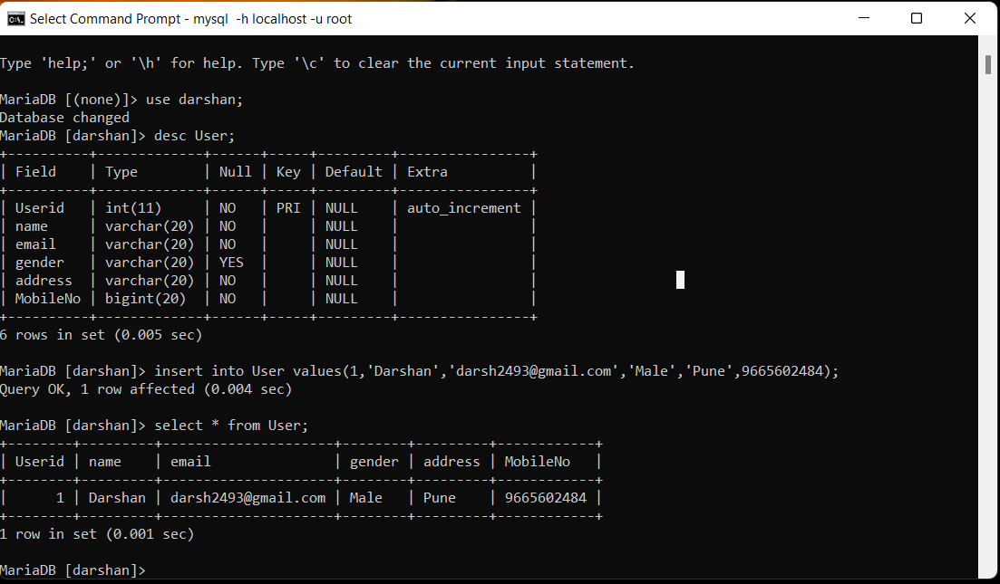 Select Command Prompt - mysql -h localhost -u root
Type 'help;' or '\h' for help. Type '\c' to clear the current input statement.
MariaDB [(none)]> use darshan;
Database changed
MariaDB [darshan]> desc User;
+----------+-------------+------+-----+---------+----------------+
| Field    | Type        | Null | Key | Default | Extra          |
+----------+-------------+------+-----+---------+----------------+
| Userid   | int(11)     | NO   | PRI | NULL    | auto_increment |
| name     | varchar(20) | NO   |     | NULL    |                |
| email    | varchar(20) | NO   |     | NULL    |                |
| gender   | varchar(20) | YES  |     | NULL    |                |
| address  | varchar(20) | NO   |     | NULL    |                |
| MobileNo | bigint(20)  | NO   |     | NULL    |                |
+----------+-------------+------+-----+---------+----------------+
6 rows in set (0.005 sec)
MariaDB [darshan]> insert into User values(1,'Darshan','darsh2493@gmail.com','Male','Pune',9665602484);
Query OK, 1 row affected (0.004 sec)
MariaDB [darshan]> select * from User;
+--------+---------+---------------------+--------+---------+------------+
| Userid | name    | email               | gender | address | MobileNo   |
+--------+---------+---------------------+--------+---------+------------+
|      1 | Darshan | darsh2493@gmail.com | Male   | Pune    | 9665602484 |
+--------+---------+---------------------+--------+---------+------------+
1 row in set (0.001 sec)
MariaDB [darshan]>